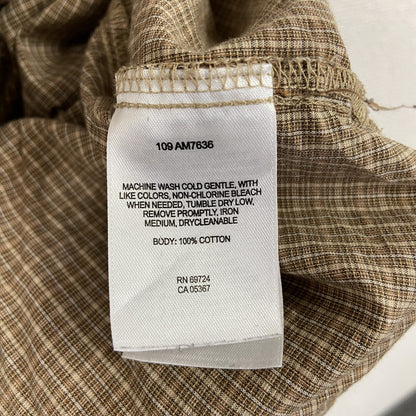 109 AM7636
MACHINE WASH COLD GENTLE, WITH
LIKE COLORS, NON-CHLORINE BLEACH
WHEN NEEDED, TUMBLE DRY LOW,
REMOVE PROMPTLY, IRON
MEDIUM, DRYCLEANABLE
BODY: 100% COTTON
RN 69724
CA 05367